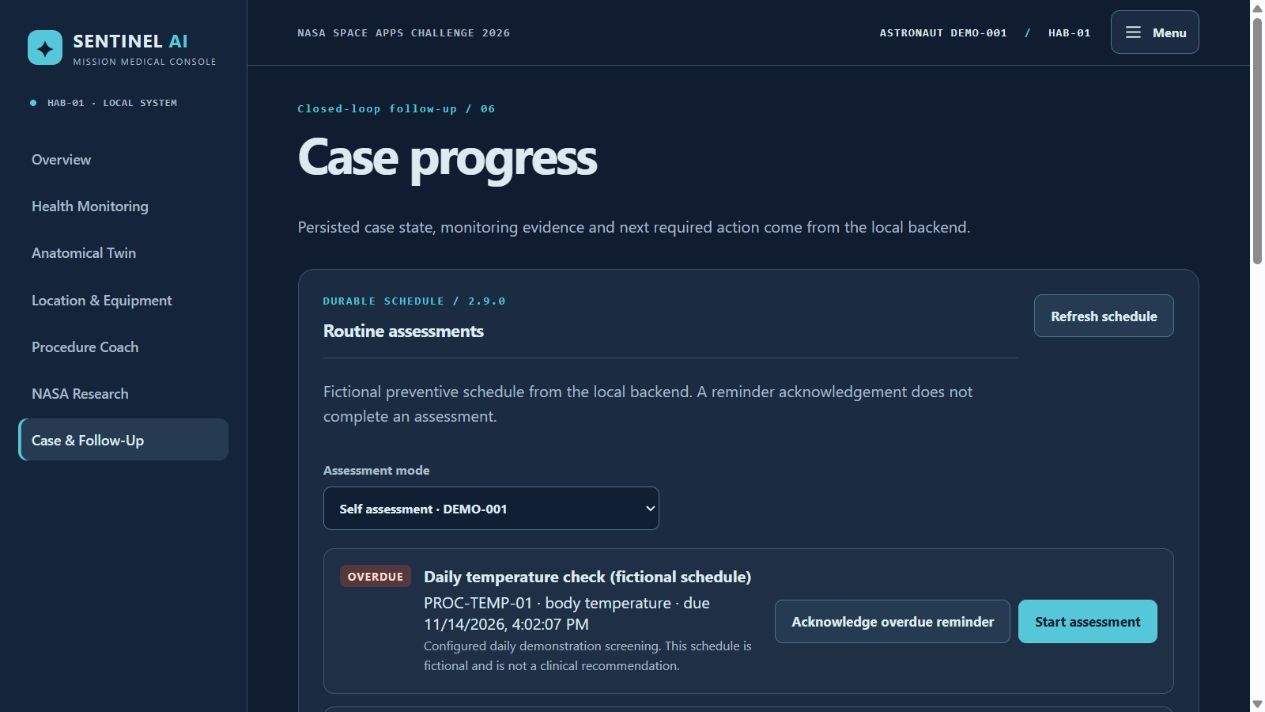 SENTINEL AI
MISSION MEDICAL CONSOLE
HAB-01 · LOCAL SYSTEM
Overview
Health Monitoring
Anatomical Twin
Location & Equipment
Procedure Coach
NASA Research
Case & Follow-Up
NASA SPACE APPS CHALLENGE 2026
ASTRONAUT DEMO-001 / HAB-01
Menu
Closed-loop follow-up / 06
Case progress
Persisted case state, monitoring evidence and next required action come from the local backend.
DURABLE SCHEDULE / 2.9.0
Routine assessments
Refresh schedule
Fictional preventive schedule from the local backend. A reminder acknowledgement does not
complete an assessment.
Assessment mode
Self assessment · DEMO-001
OVERDUE
Daily temperature check (fictional schedule)
PROC-TEMP-01 · body temperature · due
11/14/2026, 4:02:07 PM
Configured daily demonstration screening. This schedule is
fictional and is not a clinical recommendation.
Acknowledge overdue reminder
Start assessment